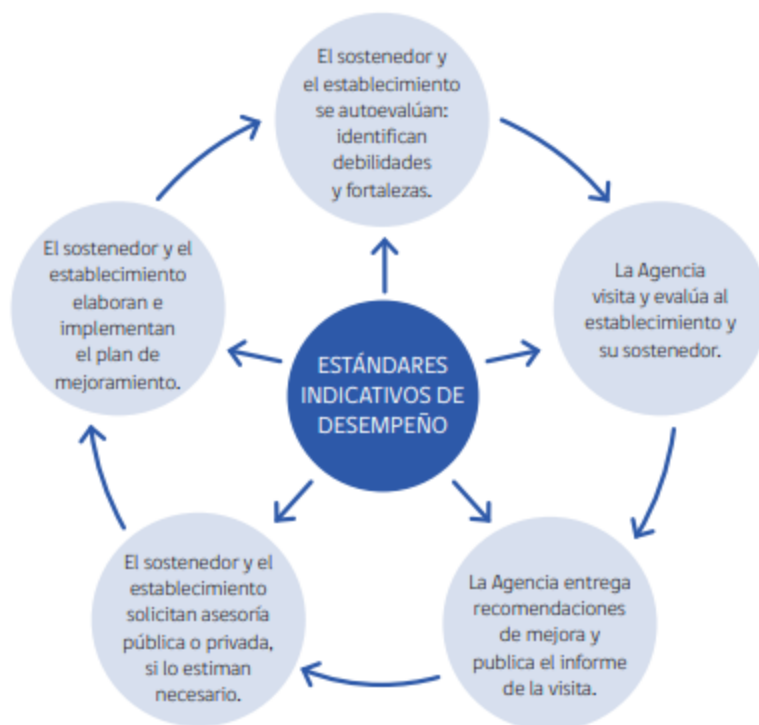 El sostenedor y
el establecimiento
se autoevalúan:
identifican
debilidades
y fortalezas.
La Agencia
visita y evalúa al
establecimiento y
su sostenedor.
La Agencia entrega
recomendaciones
de mejora y
publica el informe
de la visita.
El sostenedor y el
establecimiento
solicitan asesoría
pública o privada,
si lo estiman
necesario.
El sostenedor y el
establecimiento
elaboran e
implementan
el plan de
mejoramiento.
ESTÁNDARES
INDICATIVOS DE
DESEMPEÑO